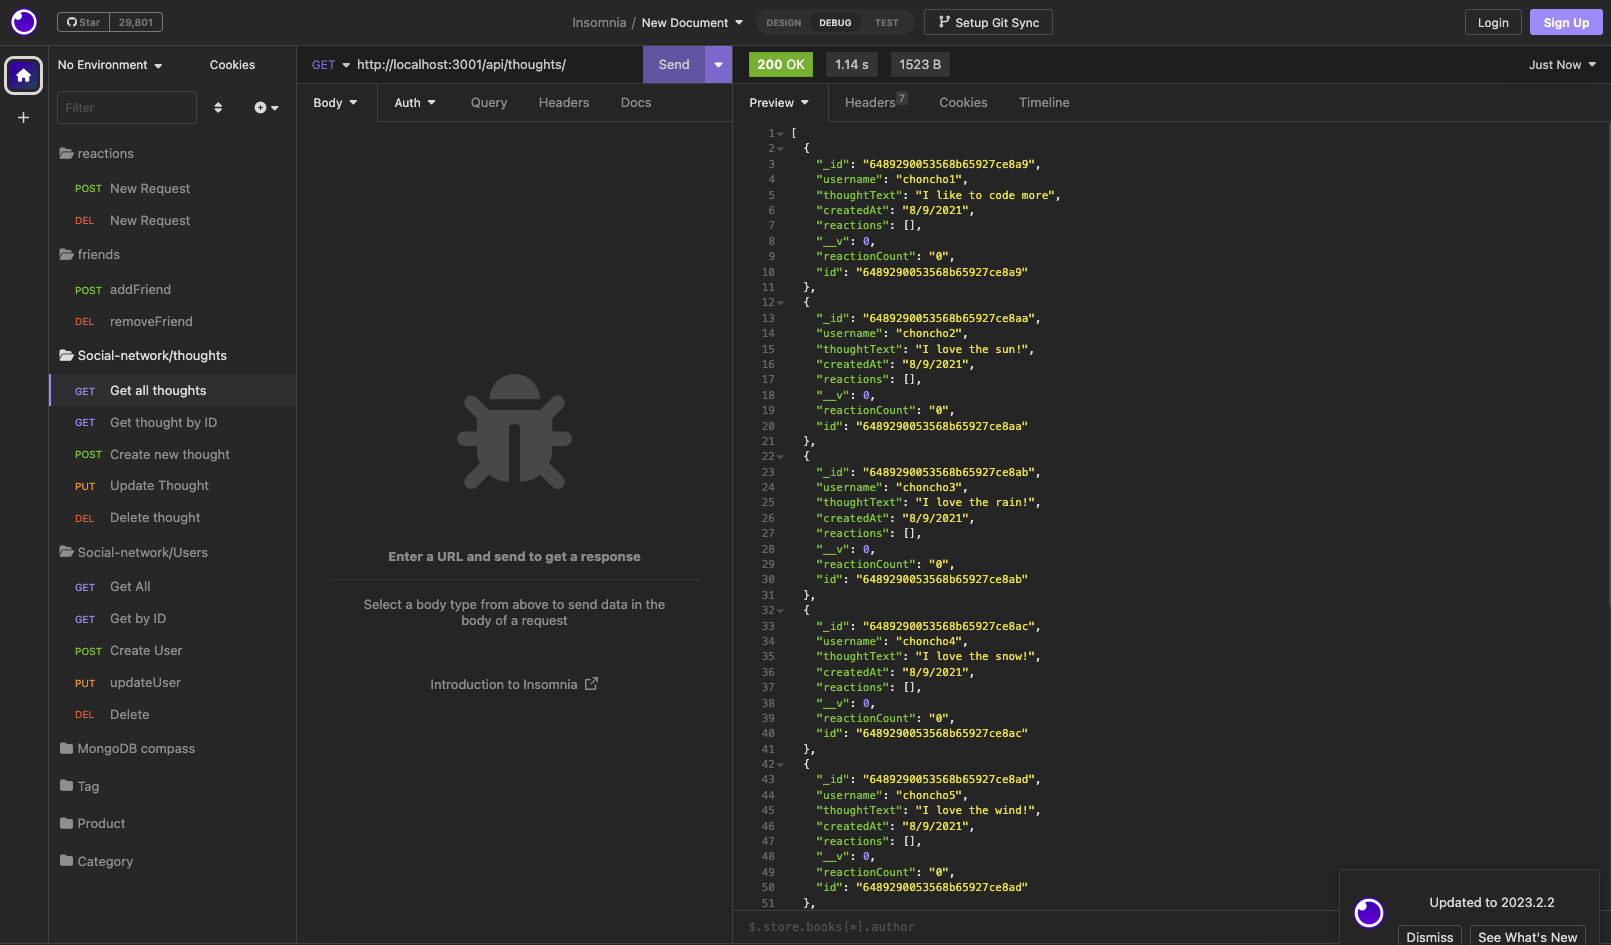 Star 29,801
Insomnia / New Document
DESIGN DEBUG TEST
Setup Git Sync
Login
Sign Up
No Environment
Cookies
Filter
reactions
POST New Request
DEL New Request
friends
POST addFriend
DEL removeFriend
Social-network/thoughts
GET Get all thoughts
GET Get thought by ID
POST Create new thought
PUT Update Thought
DEL Delete thought
Social-network/Users
GET Get All
GET Get by ID
POST Create User
PUT updateUser
DEL Delete
MongoDB compass
Tag
Product
Category
GET http://localhost:3001/api/thoughts/ Send
Body Auth Query Headers Docs
Enter a URL and send to get a response
Select a body type from above to send data in the
body of a request
Introduction to Insomnia
200 OK 1.14 s 1523 B Just Now
Preview Headers 7 Cookies Timeline
1 [
2 {
3 "_id": "6489290053568b65927ce8a9",
4 "username": "choncho1",
5 "thoughtText": "I like to code more",
6 "createdAt": "8/9/2021",
7 "reactions": [],
8 "__v": 0,
9 "reactionCount": "0",
10 "id": "6489290053568b65927ce8a9"
11 },
12 {
13 "_id": "6489290053568b65927ce8aa",
14 "username": "choncho2",
15 "thoughtText": "I love the sun!",
16 "createdAt": "8/9/2021",
17 "reactions": [],
18 "__v": 0,
19 "reactionCount": "0",
20 "id": "6489290053568b65927ce8aa"
21 },
22 {
23 "_id": "6489290053568b65927ce8ab",
24 "username": "choncho3",
25 "thoughtText": "I love the rain!",
26 "createdAt": "8/9/2021",
27 "reactions": [],
28 "__v": 0,
29 "reactionCount": "0",
30 "id": "6489290053568b65927ce8ab"
31 },
32 {
33 "_id": "6489290053568b65927ce8ac",
34 "username": "choncho4",
35 "thoughtText": "I love the snow!",
36 "createdAt": "8/9/2021",
37 "reactions": [],
38 "__v": 0,
39 "reactionCount": "0",
40 "id": "6489290053568b65927ce8ac"
41 },
42 {
43 "_id": "6489290053568b65927ce8ad",
44 "username": "choncho5",
45 "thoughtText": "I love the wind!",
46 "createdAt": "8/9/2021",
47 "reactions": [],
48 "__v": 0,
49 "reactionCount": "0",
50 "id": "6489290053568b65927ce8ad"
51 },
$.store.books[*].author
Updated to 2023.2.2
Dismiss See What's New